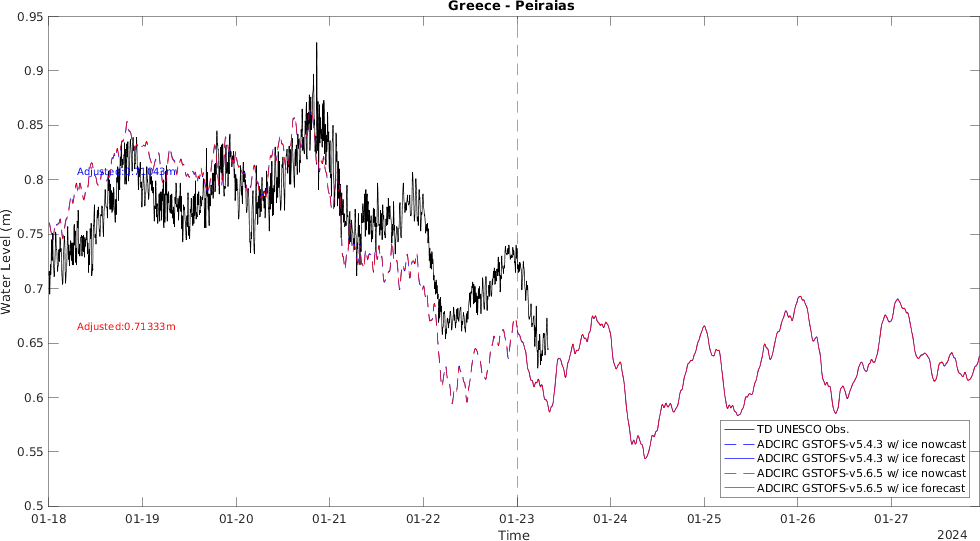 Greece - Peiraias
0.95
0.9
0.85
0.8
0.75
0.7
0.65
0.6
0.55
0.5
Water Level (m)
Adjusted:0.71043m
Adjusted:0.71333m
TD UNESCO Obs.
ADCIRC GSTOFS-v5.4.3 w/ ice nowcast
ADCIRC GSTOFS-v5.4.3 w/ ice forecast
ADCIRC GSTOFS-v5.6.5 w/ ice nowcast
ADCIRC GSTOFS-v5.6.5 w/ ice forecast
01-18 01-19 01-20 01-21 01-22 01-23 01-24 01-25 01-26 01-27
Time
2024